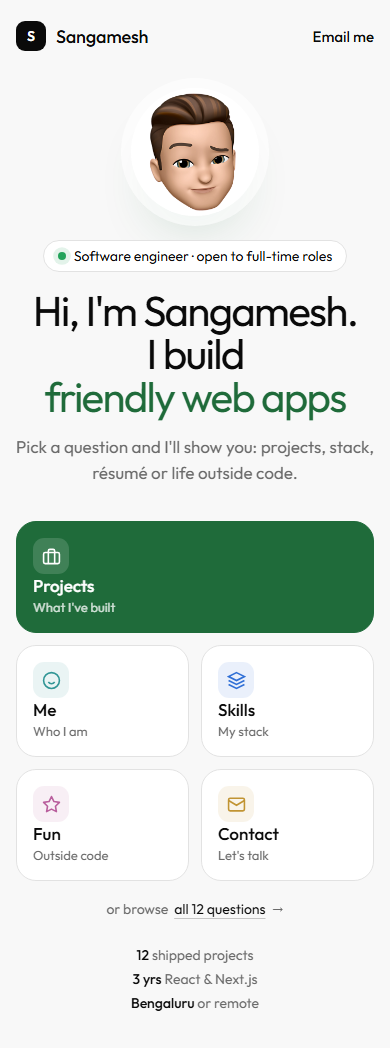 S Sangamesh Email me
Software engineer · open to full-time roles
Hi, I'm Sangamesh.
I build
friendly web apps
Pick a question and I'll show you: projects, stack,
résumé or life outside code.
Projects
What I've built
Me
Who I am
Skills
My stack
Fun
Outside code
Contact
Let's talk
or browse all 12 questions →
12 shipped projects
3 yrs React & Next.js
Bengaluru or remote